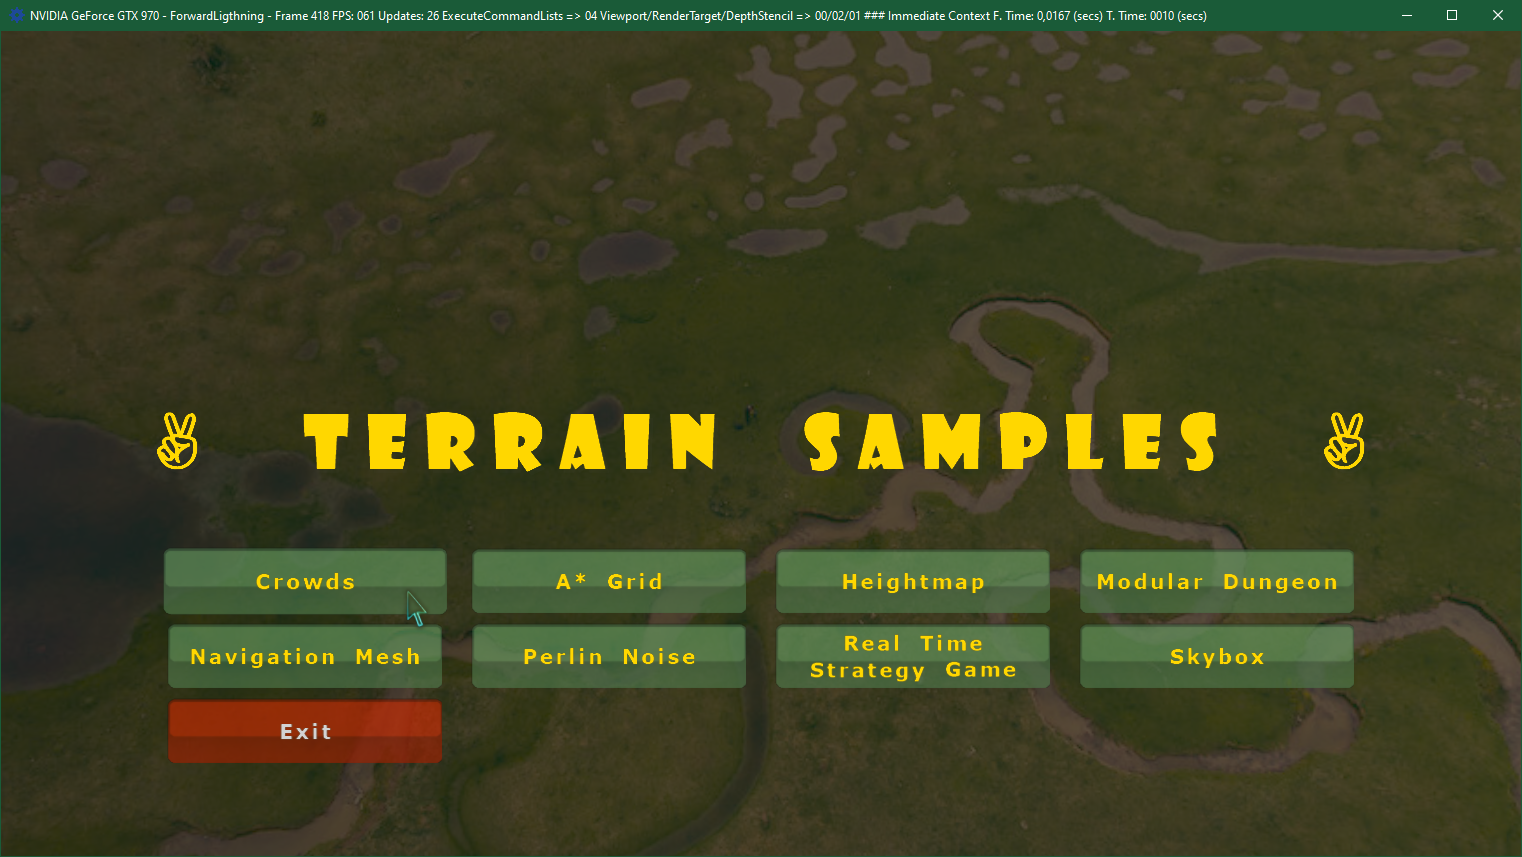 NVIDIA GeForce GTX 970 - ForwardLigthning - Frame 418 FPS: 061 Updates: 26 ExecuteCommandLists => 04 Viewport/RenderTarget/DepthStencil => 00/02/01 ### Immediate Context F. Time: 0,0167 (secs) T. Time: 0010 (secs)
✌ TERRAIN SAMPLES ✌
Crowds
A* Grid
Heightmap
Modular Dungeon
Navigation Mesh
Perlin Noise
Real Time
Strategy Game
Skybox
Exit